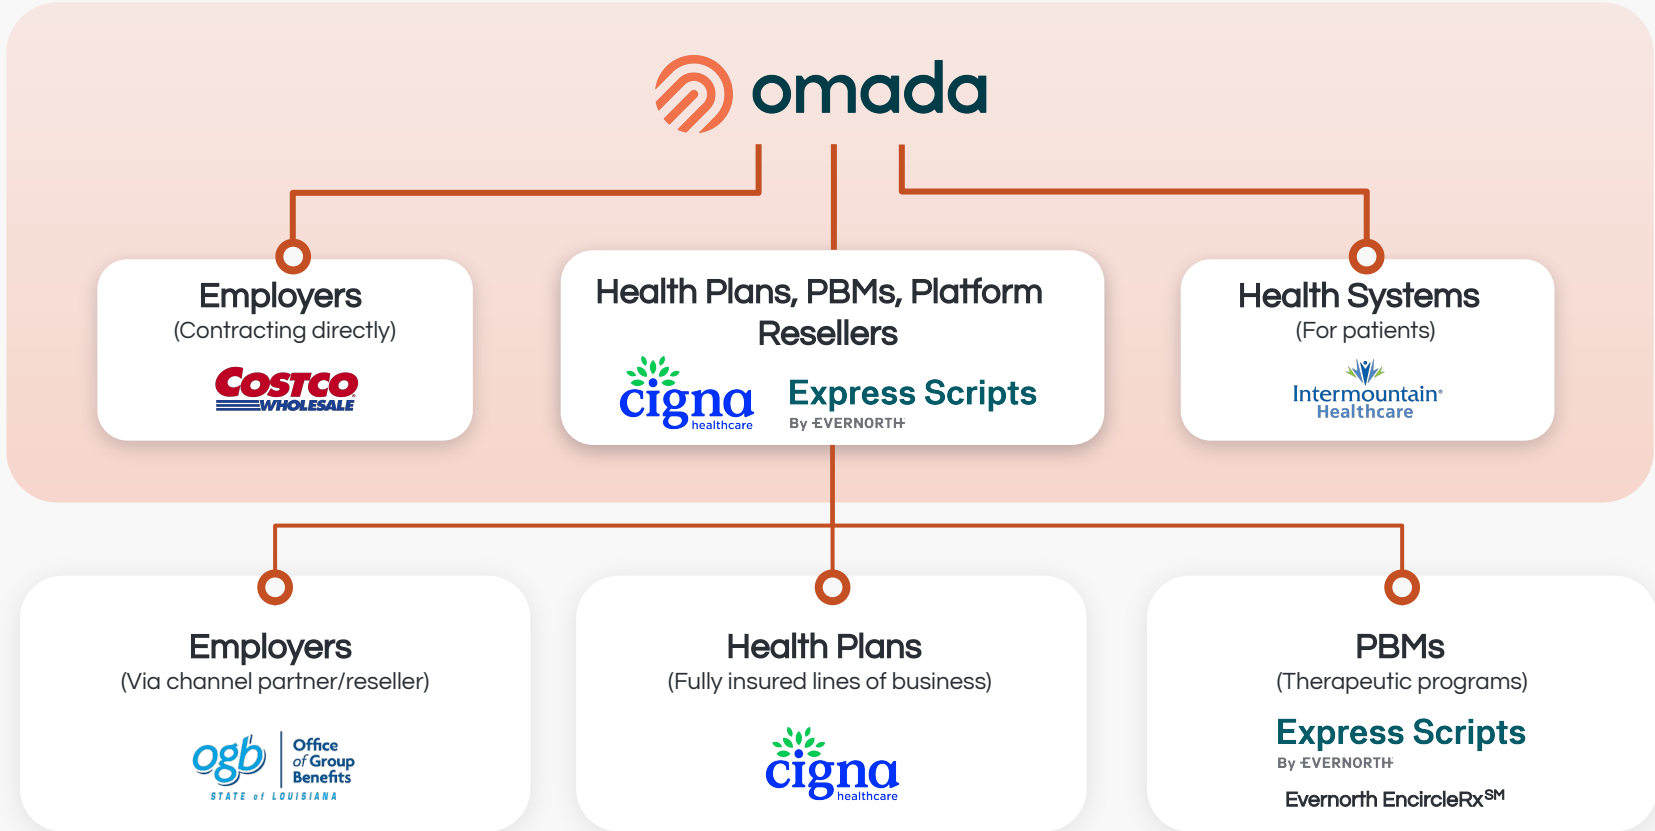 omada
Employers
(Contracting directly)
COSTCO
WHOLESALE
Health Plans, PBMs, Platform
Resellers
cigna
healthcare
Express Scripts
By EVERNORTH
Health Systems
(For patients)
Intermountain®
Healthcare
Employers
(Via channel partner/reseller)
ogb
Office
of Group
Benefits
STATE of LOUISIANA
Health Plans
(Fully insured lines of business)
cigna
healthcare
PBMs
(Therapeutic programs)
Express Scripts
By EVERNORTH
Evernorth EncircleRx℠